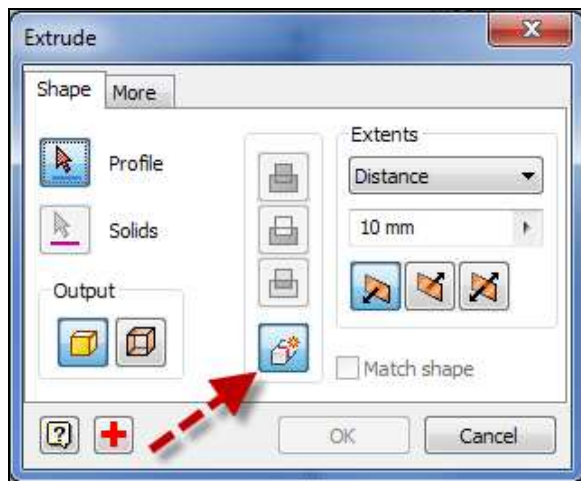 Extrude
Shape More
Profile
Solids
Output
Extents
Distance
10 mm
Match shape
OK Cancel